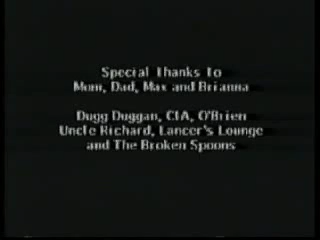 Special Thanks To
Mom, Dad, Max and Brianna
Dugg Duggan, CIA, O'Brien
Uncle Richard, Lancer's Lounge
and The Broken Spoons